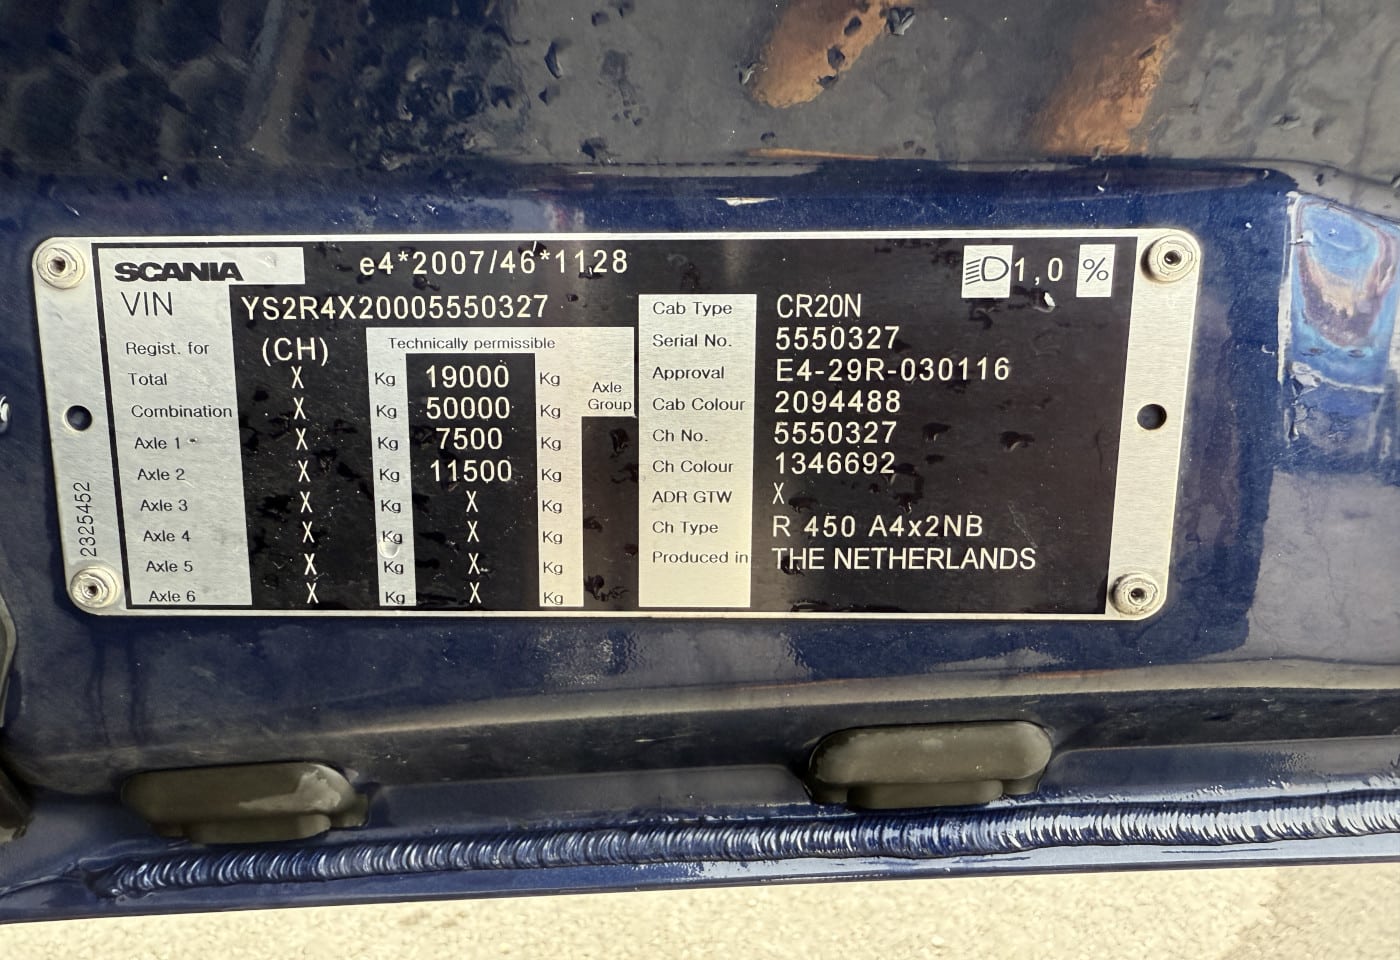 SCANIA e4*2007/46*1128 1,0 %
VIN YS2R4X20005550327
Regist. for (CH) Technically permissible
Total X Kg 19000 Kg Axle Group
Combination X Kg 50000 Kg
Axle 1 X Kg 7500 Kg
Axle 2 X Kg 11500 Kg
Axle 3 X Kg X Kg
Axle 4 X Kg X Kg
Axle 5 X Kg X Kg
Axle 6 X Kg X Kg
Cab Type CR20N
Serial No. 5550327
Approval E4-29R-030116
Cab Colour 2094488
Ch No. 5550327
Ch Colour 1346692
ADR GTW X
Ch Type R 450 A4x2NB
Produced in THE NETHERLANDS
2325452